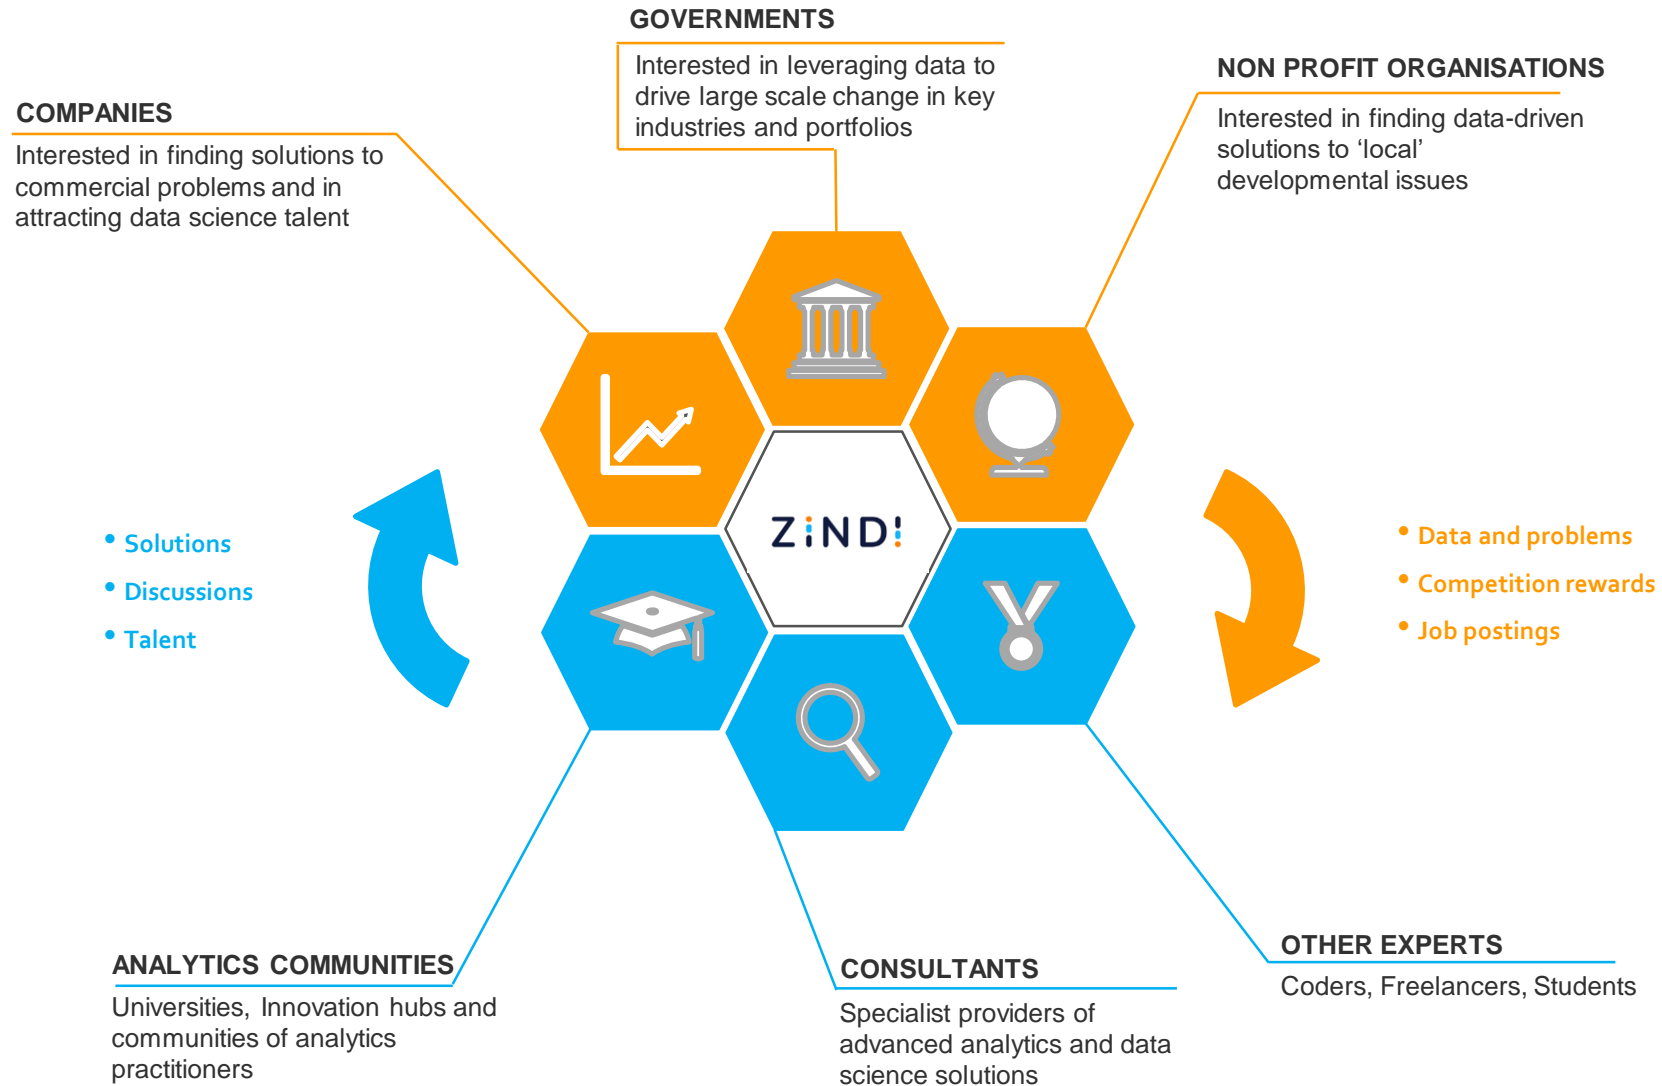 GOVERNMENTS
Interested in leveraging data to
drive large scale change in key
industries and portfolios
NON PROFIT ORGANISATIONS
Interested in finding data-driven
solutions to ‘local’
developmental issues
COMPANIES
Interested in finding solutions to
commercial problems and in
attracting data science talent
ZiND!
• Solutions
• Discussions
• Talent
• Data and problems
• Competition rewards
• Job postings
ANALYTICS COMMUNITIES
Universities, Innovation hubs and
communities of analytics
practitioners
CONSULTANTS
Specialist providers of
advanced analytics and data
science solutions
OTHER EXPERTS
Coders, Freelancers, Students